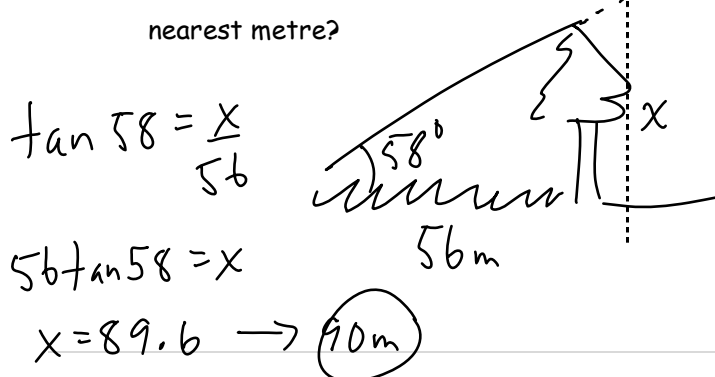 nearest metre?
tan 58 = x/56
58°
x
56m
56tan58 = x
x = 89.6 → 90m